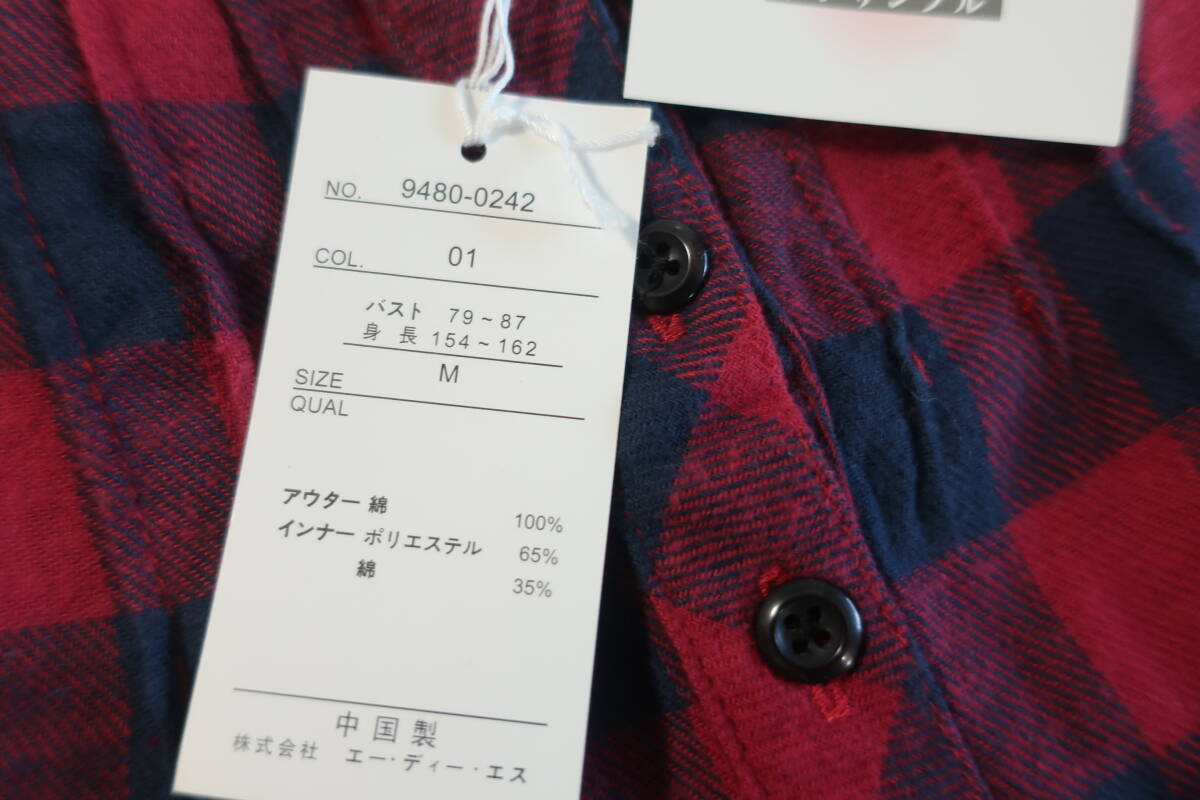 NO. 9480-0242
COL. 01
バスト 79~87
身 長 154~162
SIZE M
QUAL
アウター 綿 100%
インナー ポリエステル 65%
綿 35%
中国製
株式会社 エー・ディー・エス